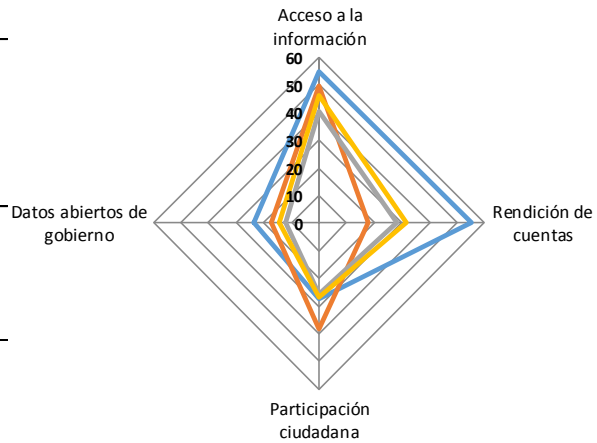 Acceso a la
información
60
50
40
30
20
10
0
Datos abiertos de
gobierno
Rendición de
cuentas
Participación
ciudadana